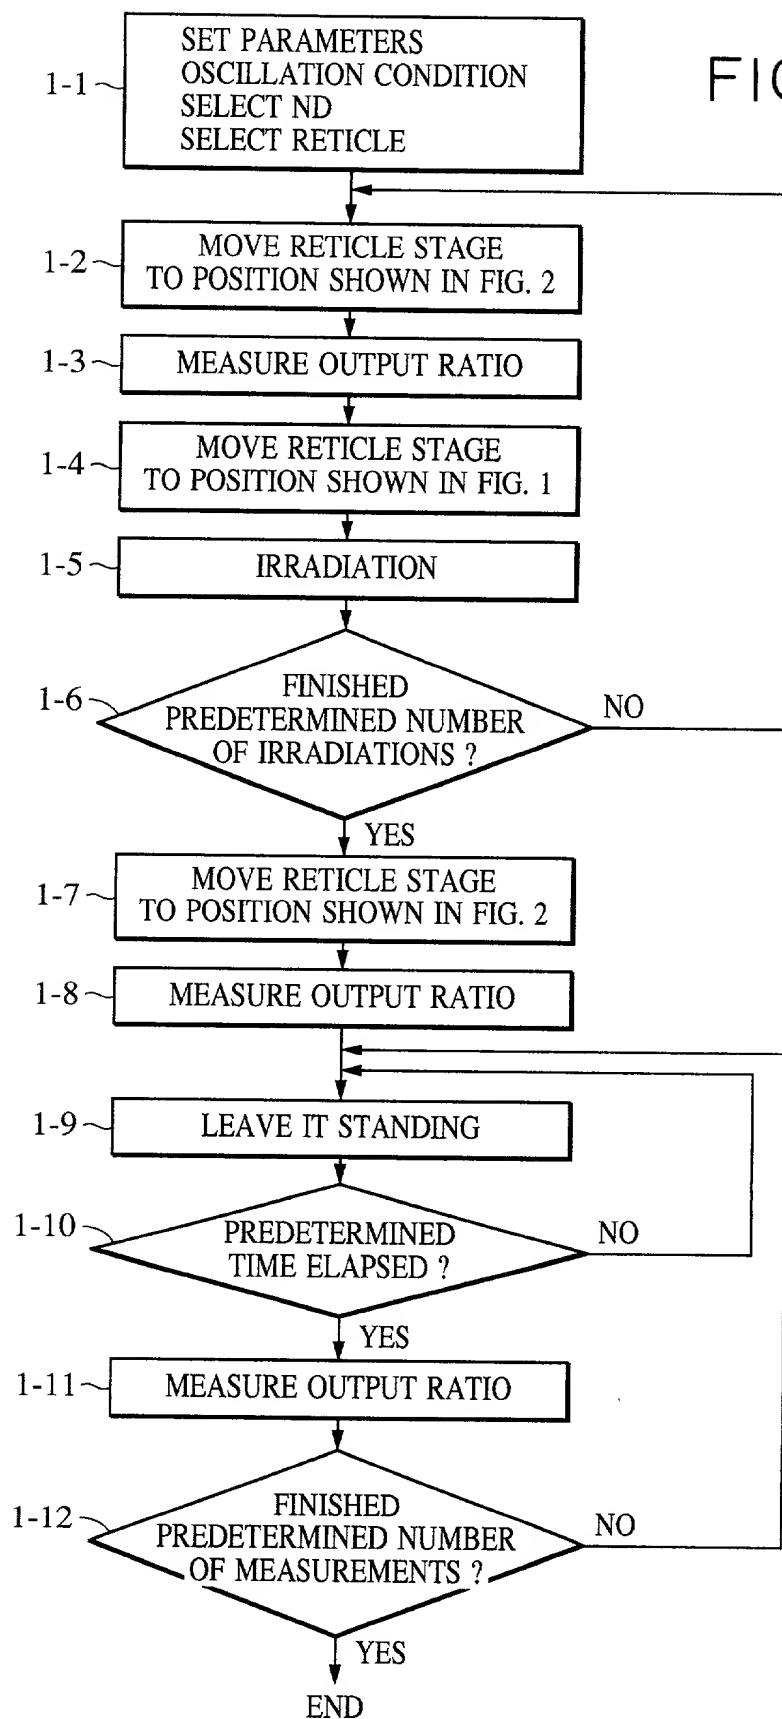 SET PARAMETERS
OSCILLATION CONDITION
SELECT ND
SELECT RETICLE
1-1
FIG
1-2
MOVE RETICLE STAGE
TO POSITION SHOWN IN FIG. 2
1-3
MEASURE OUTPUT RATIO
1-4
MOVE RETICLE STAGE
TO POSITION SHOWN IN FIG. 1
1-5
IRRADIATION
1-6
FINISHED
PREDETERMINED NUMBER
OF IRRADIATIONS ?
NO
YES
1-7
MOVE RETICLE STAGE
TO POSITION SHOWN IN FIG. 2
1-8
MEASURE OUTPUT RATIO
1-9
LEAVE IT STANDING
1-10
PREDETERMINED
TIME ELAPSED ?
NO
YES
1-11
MEASURE OUTPUT RATIO
1-12
FINISHED
PREDETERMINED NUMBER
OF MEASUREMENTS ?
NO
YES
END